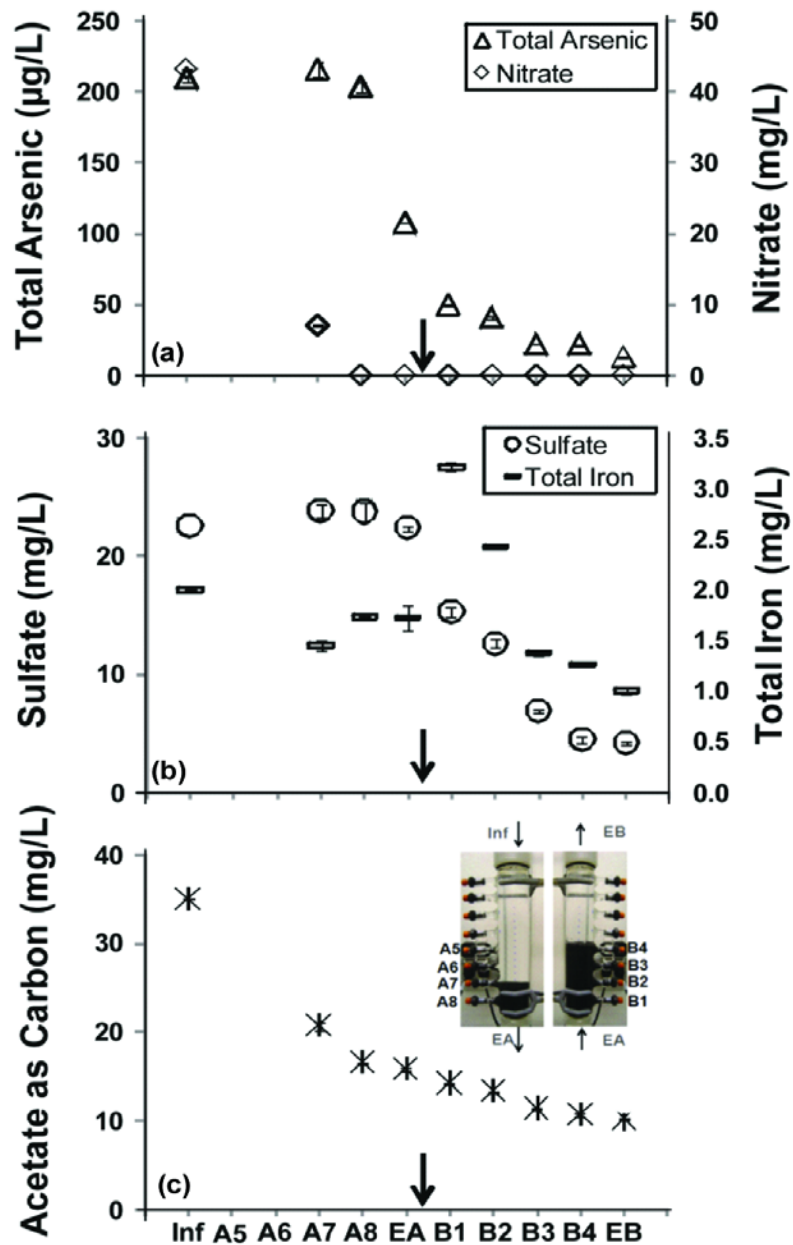 250
200
150
100
50
0
Total Arsenic (µg/L)
Total Arsenic
Nitrate
50
40
30
20
10
0
Nitrate (mg/L)
(a)
30
20
10
0
Sulfate (mg/L)
Sulfate
Total Iron
3.5
3.0
2.5
2.0
1.5
1.0
0.5
0.0
Total Iron (mg/L)
(b)
40
30
20
10
0
Acetate as Carbon (mg/L)
Inf
EB
A5
A6
A7
A8
B4
B3
B2
B1
EA
EA
(c)
Inf A5 A6 A7 A8 EA B1 B2 B3 B4 EB